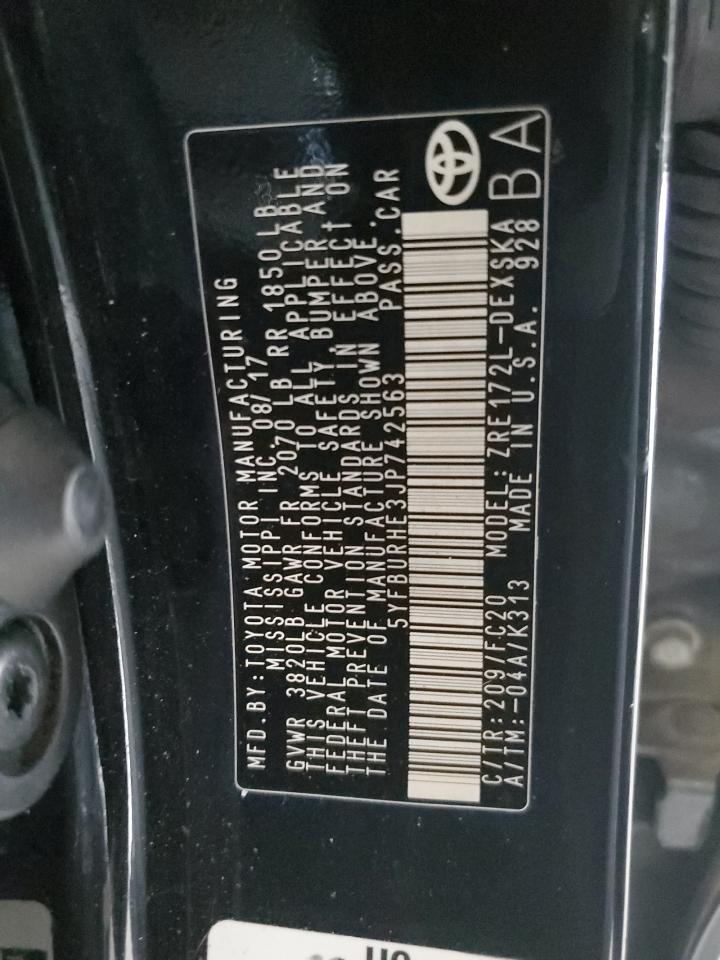 MFD.BY:TOYOTA MOTOR MANUFACTURING
MISSISSIPPI INC. 08/17
GVWR 3820LB GAWR FR 2070 LB RR 1850 LB
THIS VEHICLE CONFORMS TO ALL APPLICABLE
FEDERAL MOTOR VEHICLE SAFETY, BUMPER AND
THEFT PREVENTION STANDARDS IN EFFECT ON
THE DATE OF MANUFACTURE SHOWN ABOVE.
5YFBURHE3JP742563 PASS.CAR
C/TR:209/FC20 MODEL: ZRE172L-DEXSKA
A/TM:-04A/K313 MADE IN U.S.A. 928
BA